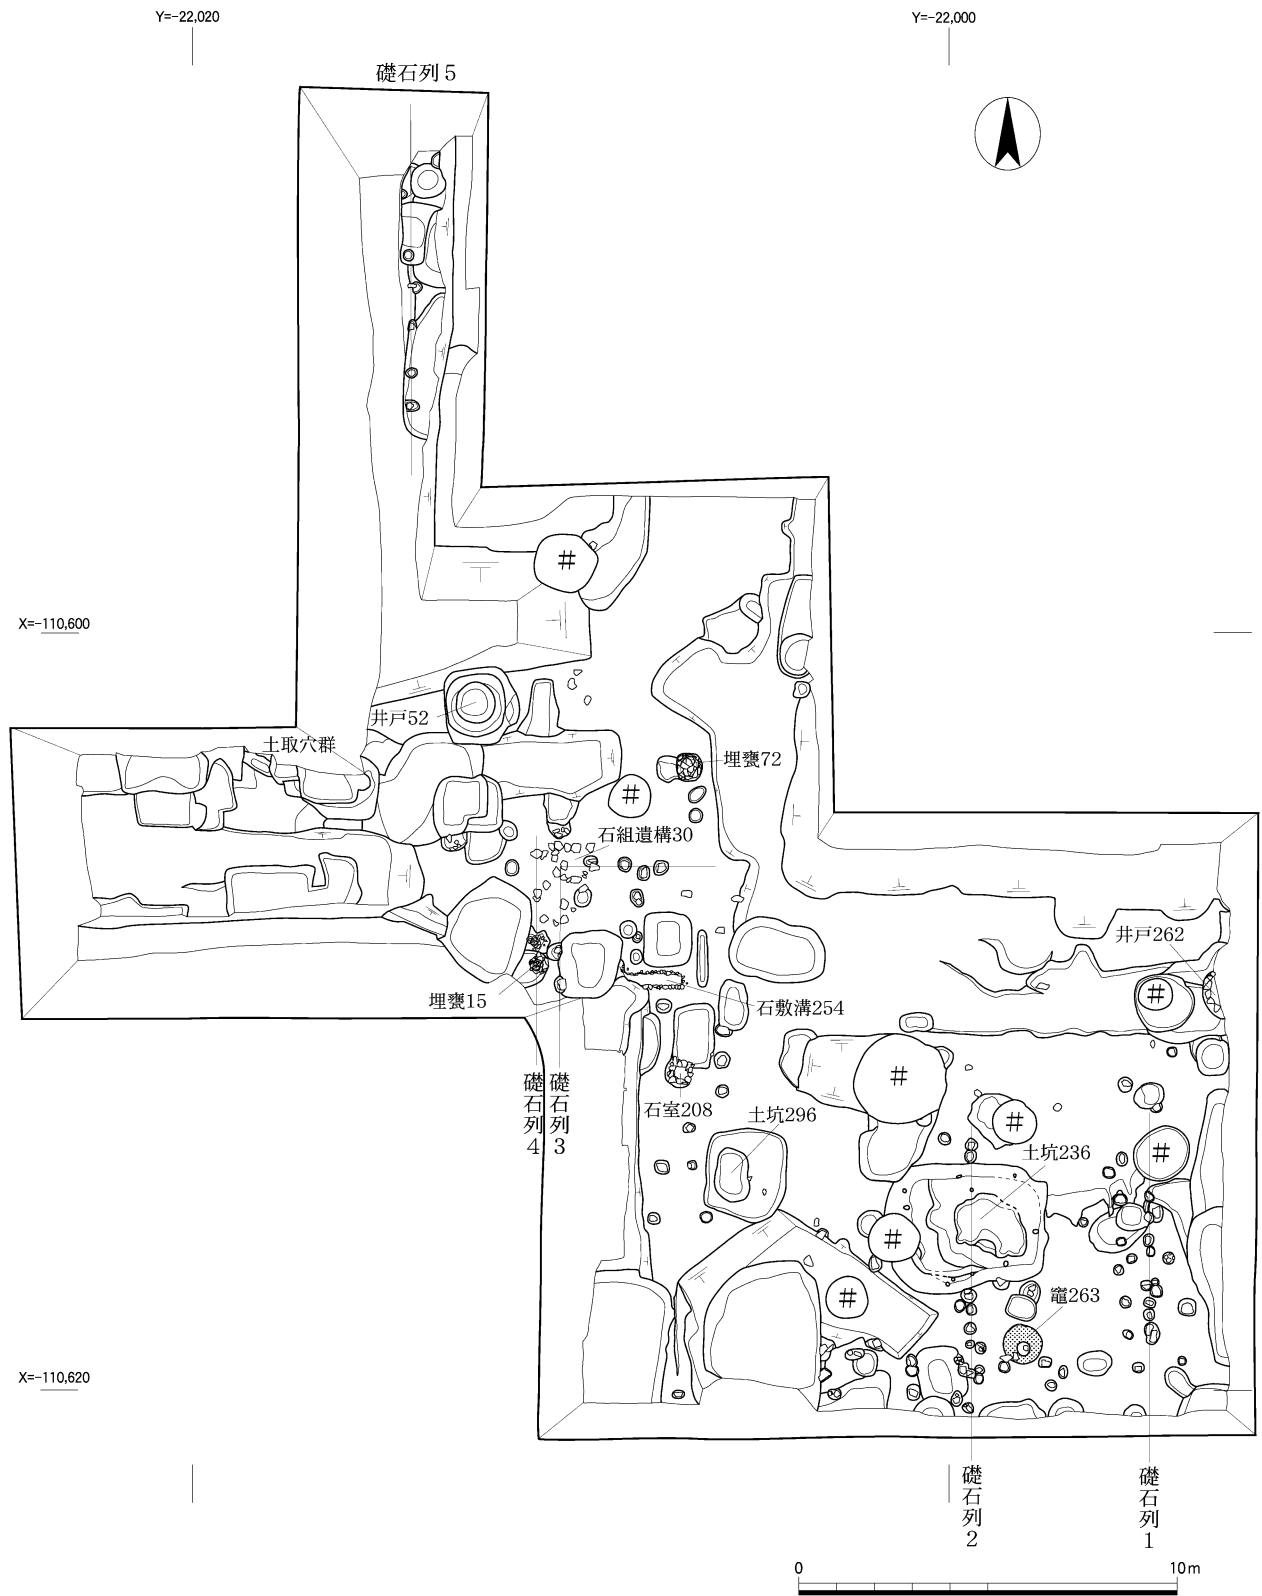 Y=-22,020
Y=-22,000
礎石列5
X=-110,600
井戸52
土取穴群
埋甕72
石組遺構30
井戸262
埋甕15
石敷溝254
礎石列4
礎石列3
石室208
土坑296
土坑236
竈263
X=-110,620
礎石列2
礎石列1
0
10m